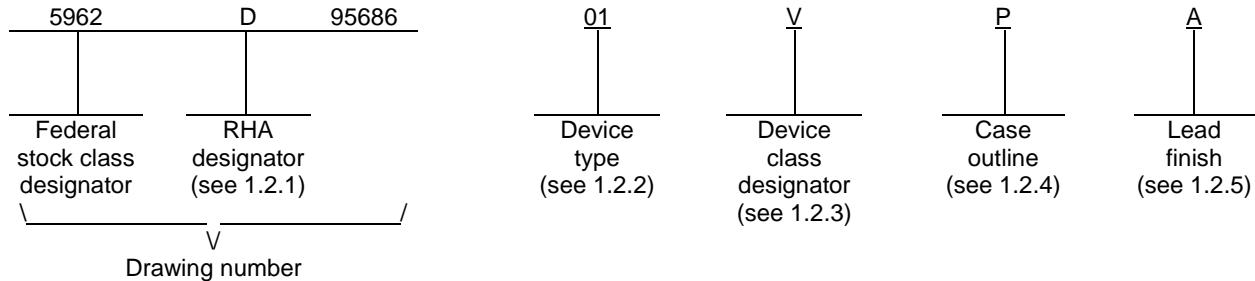 5962 D 95686 01 V P A
Federal stock class designator
RHA designator (see 1.2.1)
Device type (see 1.2.2)
Device class designator (see 1.2.3)
Case outline (see 1.2.4)
Lead finish (see 1.2.5)
Drawing number